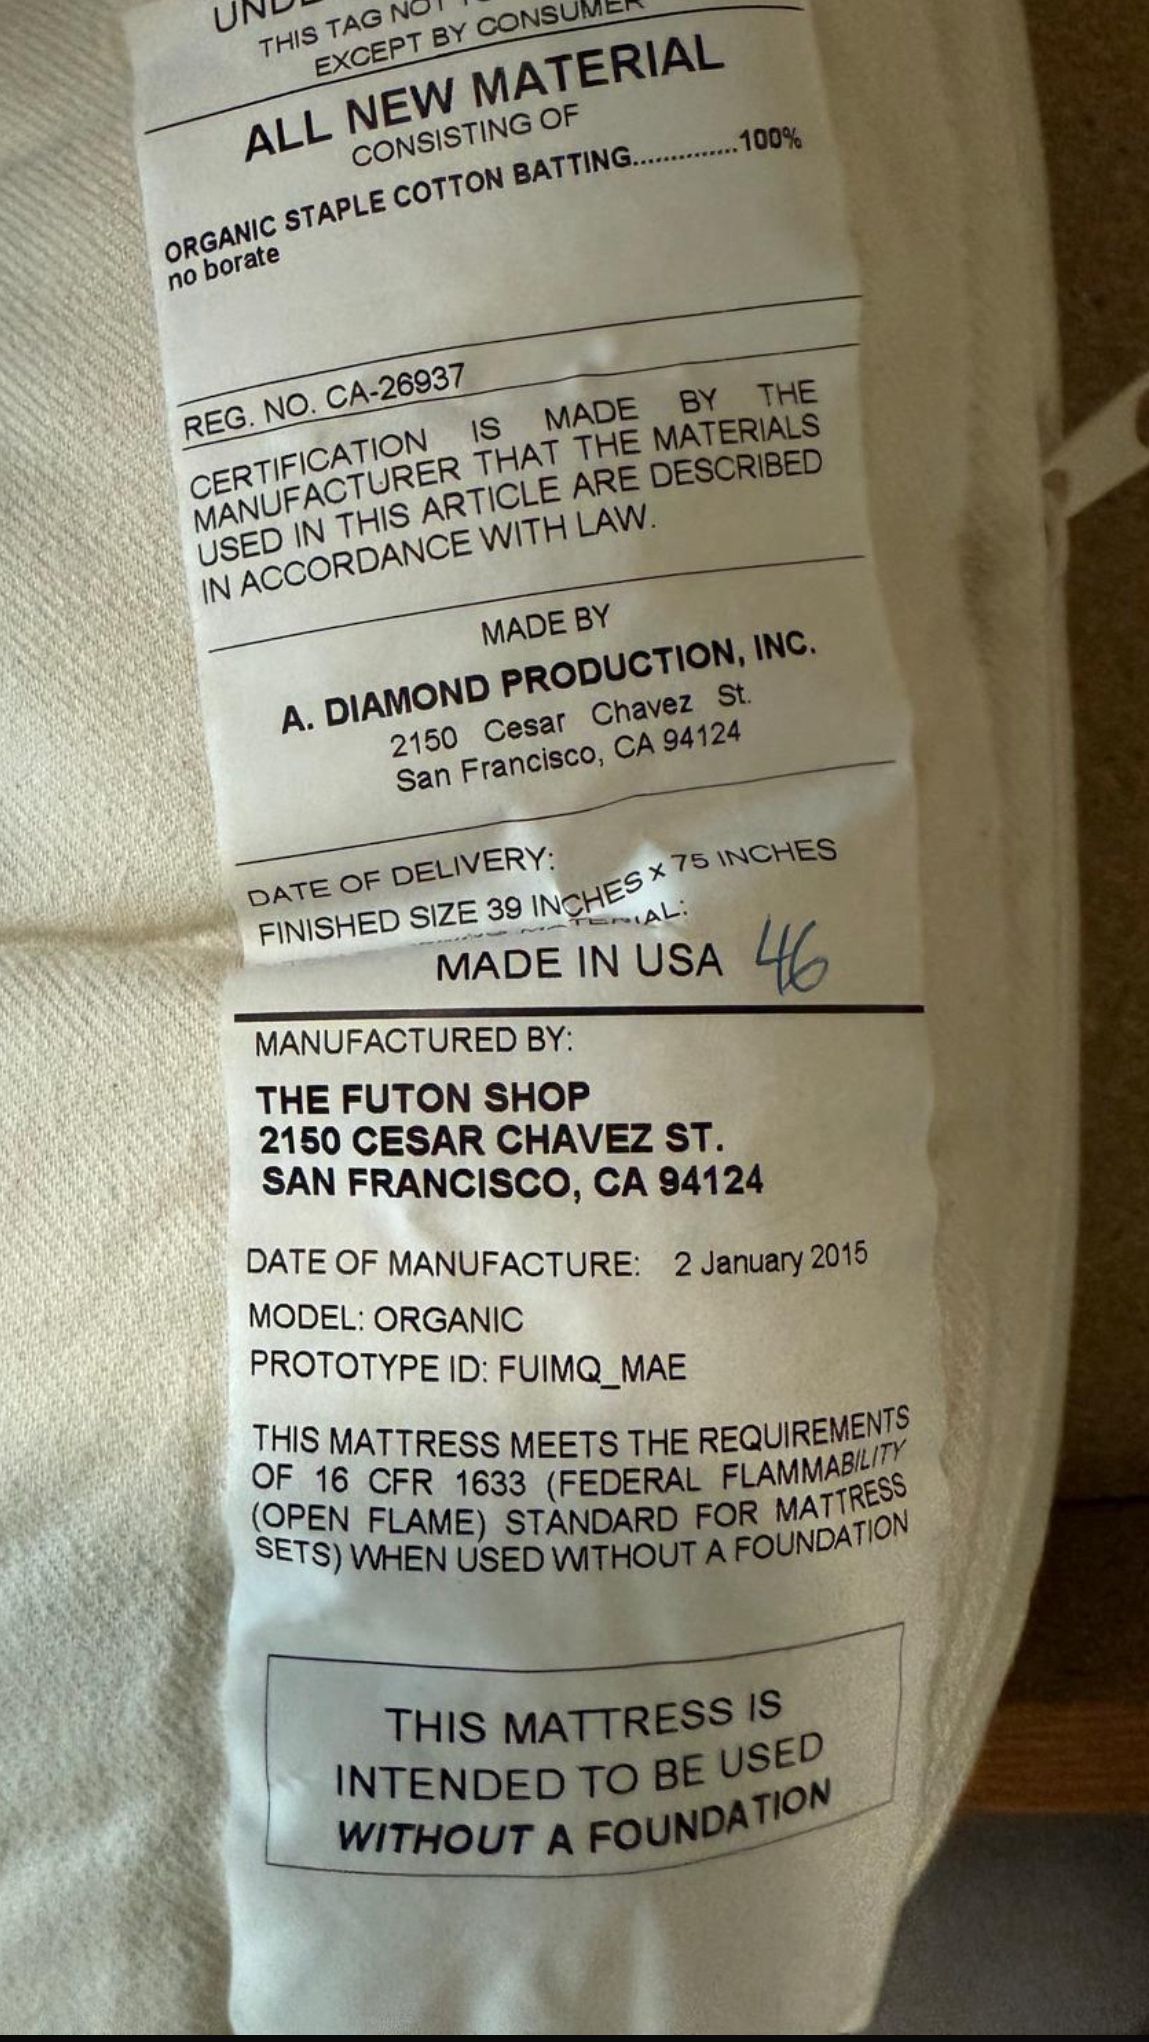 THIS TAG NOT
EXCEPT BY CONSUMER
ALL NEW MATERIAL
CONSISTING OF
ORGANIC STAPLE COTTON BATTING..............100%
no borate
REG. NO. CA-26937
CERTIFICATION IS MADE BY THE
MANUFACTURER THAT THE MATERIALS
USED IN THIS ARTICLE ARE DESCRIBED
IN ACCORDANCE WITH LAW.
MADE BY
A. DIAMOND PRODUCTION, INC.
2150 Cesar Chavez St.
San Francisco, CA 94124
DATE OF DELIVERY:
FINISHED SIZE 39 INCHES x 75 INCHES
MADE IN USA 46
MANUFACTURED BY:
THE FUTON SHOP
2150 CESAR CHAVEZ ST.
SAN FRANCISCO, CA 94124
DATE OF MANUFACTURE: 2 January 2015
MODEL: ORGANIC
PROTOTYPE ID: FUIMQ_MAE
THIS MATTRESS MEETS THE REQUIREMENTS
OF 16 CFR 1633 (FEDERAL FLAMMABILITY
(OPEN FLAME) STANDARD FOR MATTRESS
SETS) WHEN USED WITHOUT A FOUNDATION
THIS MATTRESS IS
INTENDED TO BE USED
WITHOUT A FOUNDATION